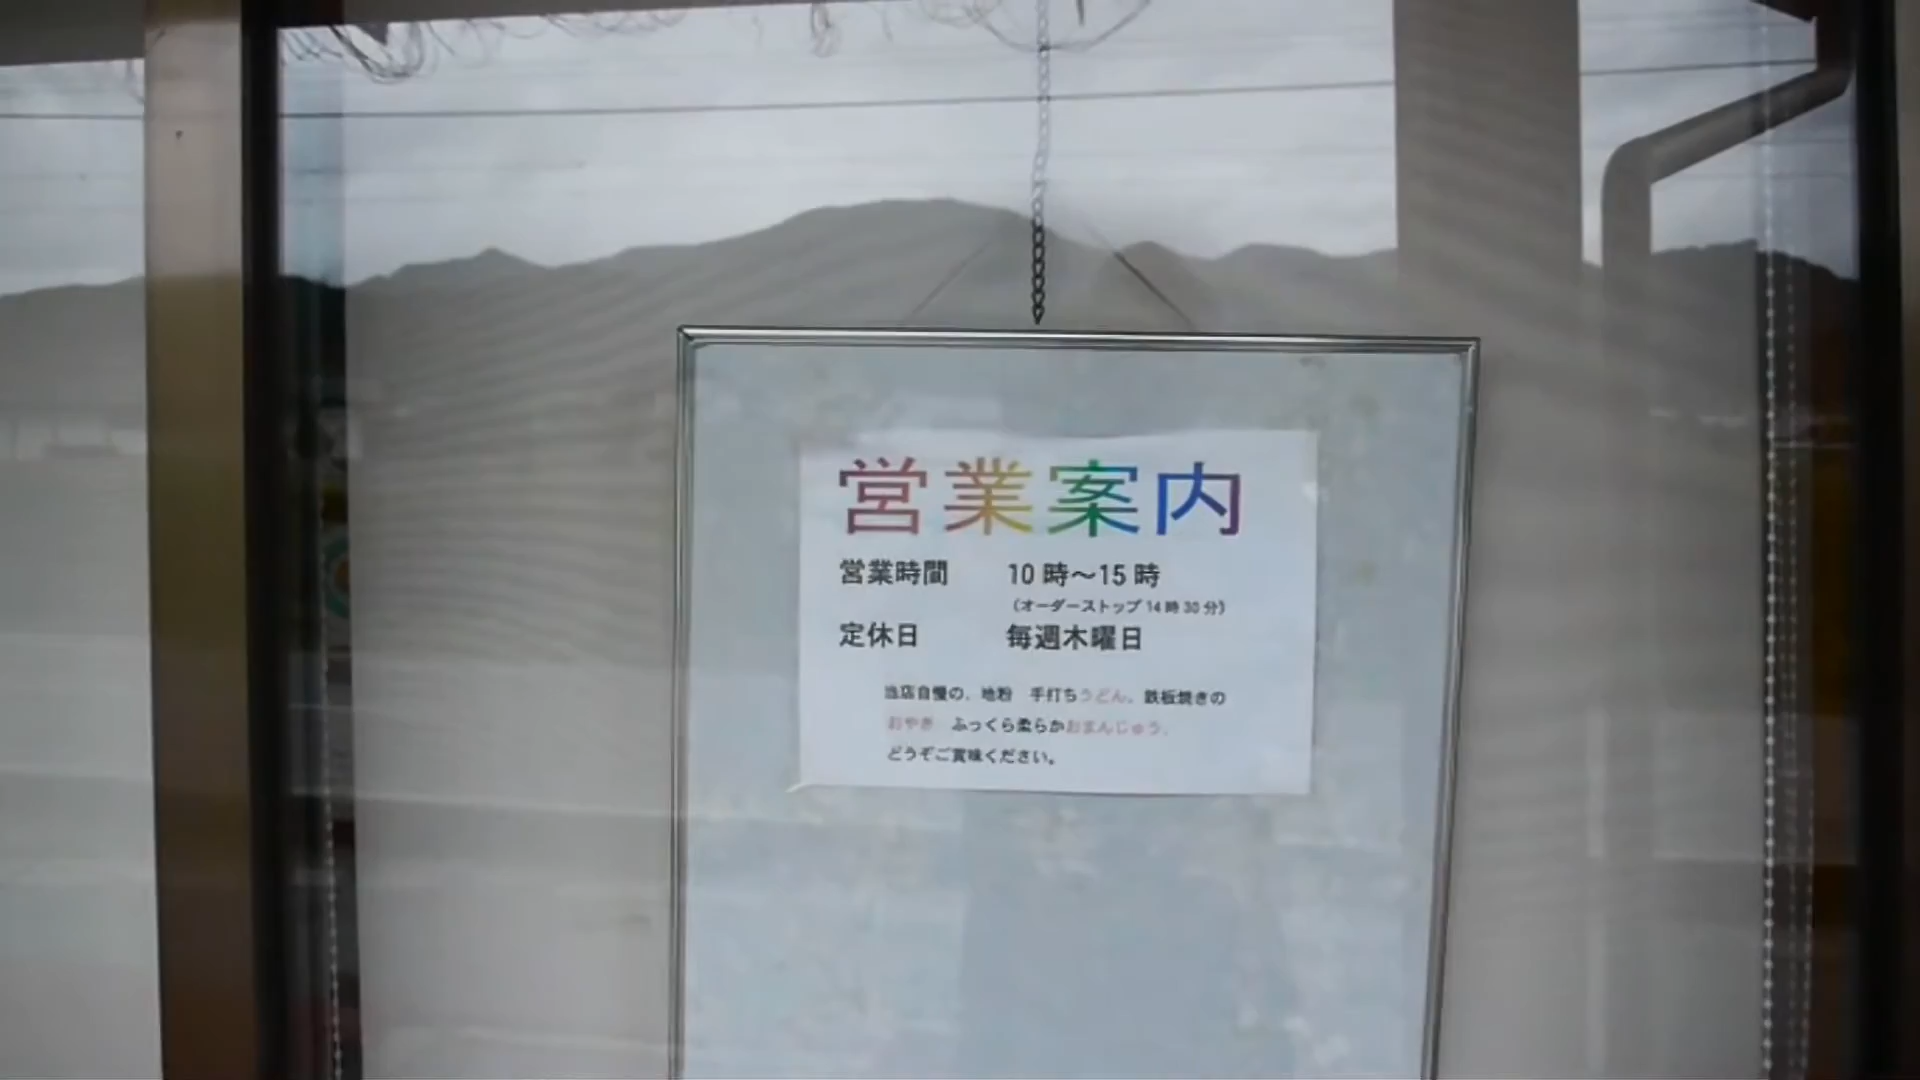 営業案内
営業時間 10時～15時
（オーダーストップ14時30分）
定休日 毎週木曜日
当店自慢の、地粉 手打ちうどん、鉄板焼きの
おやき ふっくら柔らかおまんじゅう、
どうぞご賞味ください。